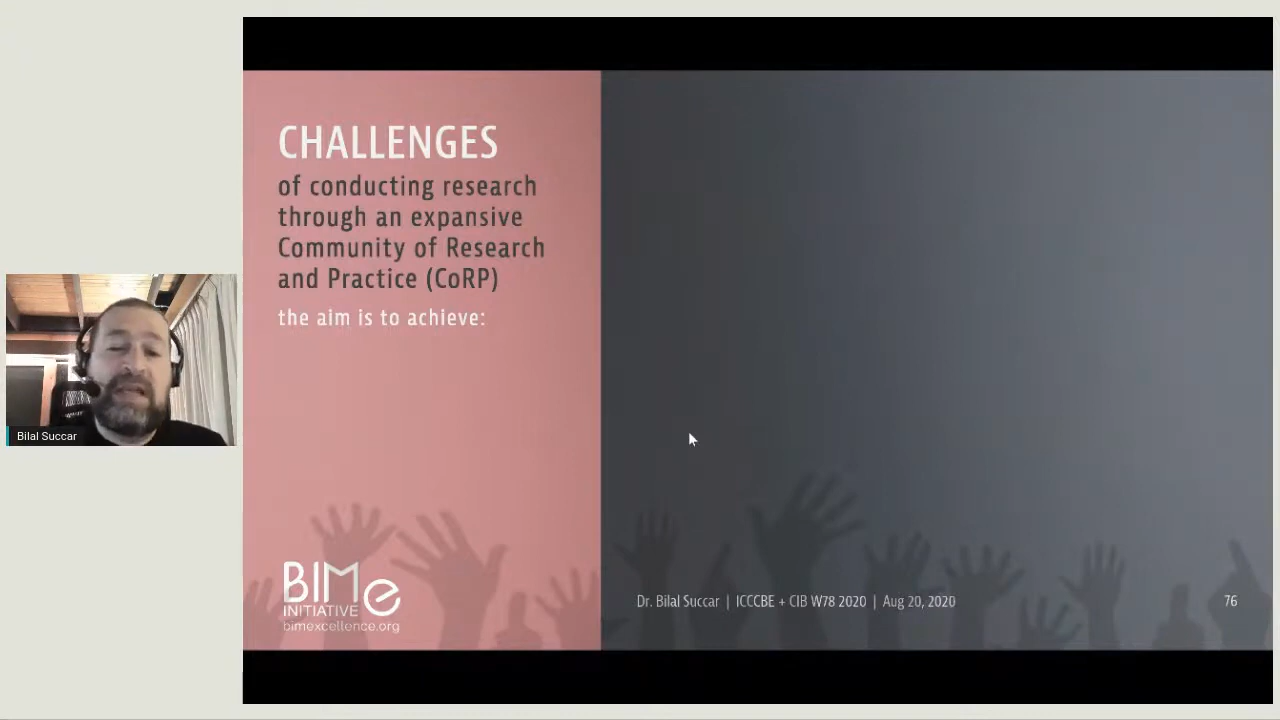 CHALLENGES
of conducting research
through an expansive
Community of Research
and Practice (CoRP)
the aim is to achieve:
Bilal Succar
BIMe
INITIATIVE
bimexcellence.org
Dr. Bilal Succar | ICCCBE + CIB W78 2020 | Aug 20, 2020
76